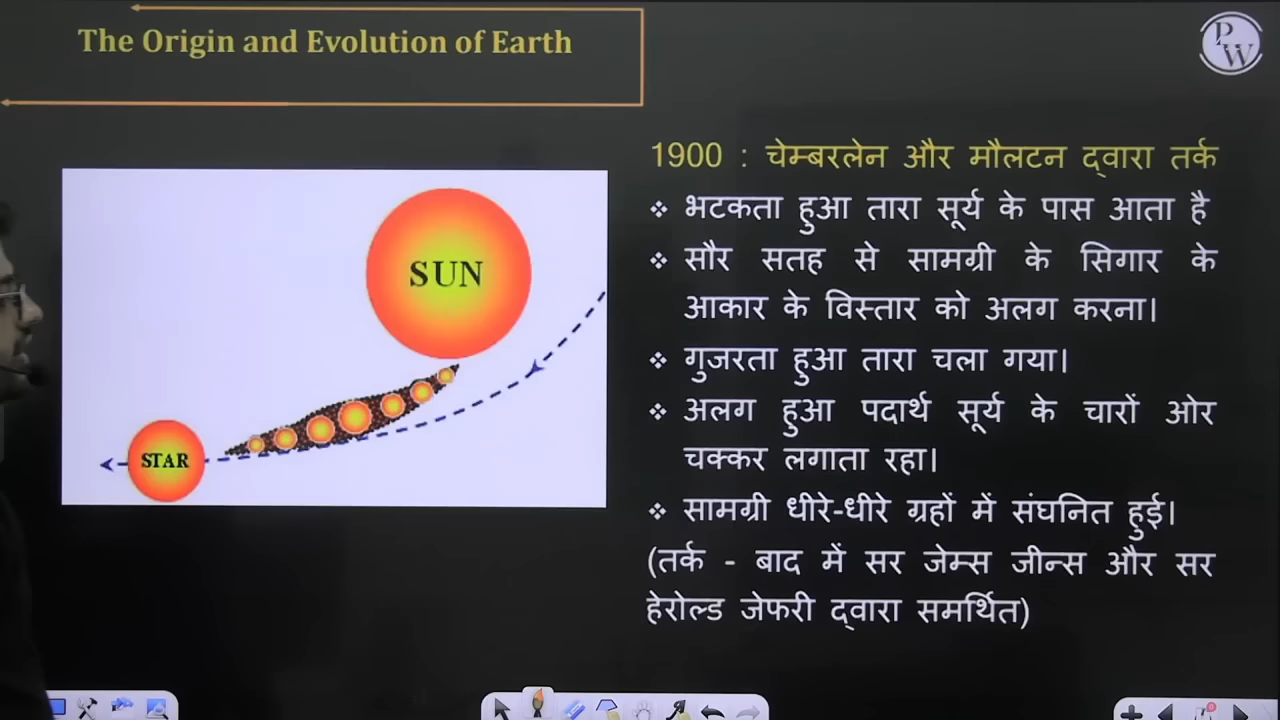 The Origin and Evolution of Earth
PW
1900 : चेम्बरलेन और मौलटन द्वारा तर्क
❖ भटकता हुआ तारा सूर्य के पास आता है
❖ सौर सतह से सामग्री के सिगार के
आकार के विस्तार को अलग करना।
❖ गुजरता हुआ तारा चला गया।
❖ अलग हुआ पदार्थ सूर्य के चारों ओर
चक्कर लगाता रहा।
❖ सामग्री धीरे-धीरे ग्रहों में संघनित हुई।
(तर्क - बाद में सर जेम्स जीन्स और सर
हेरोल्ड जेफरी द्वारा समर्थित)
SUN
STAR